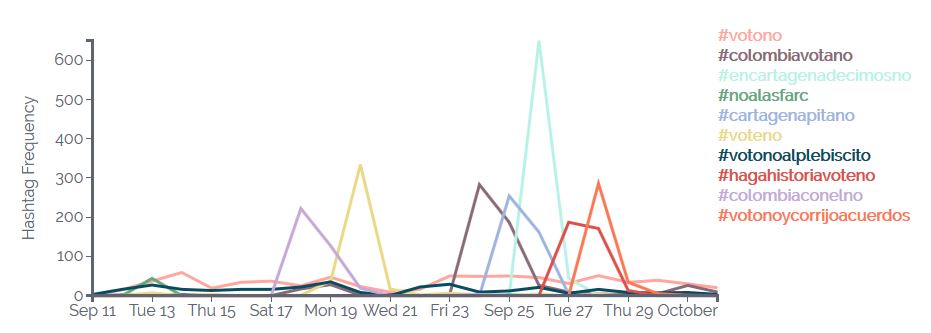 #votono
#colombiavotano
#encartagenadecimosno
#noalasfarc
#cartagenapitano
#voteno
#votonoalplebiscito
#hagahistoriavoteno
#colombiaconelno
#votonoycorrijoacuerdos
Hashtag Frequency
600
500
400
300
200
100
0
Sep 11 Tue 13 Thu 15 Sat 17 Mon 19 Wed 21 Fri 23 Sep 25 Tue 27 Thu 29 October